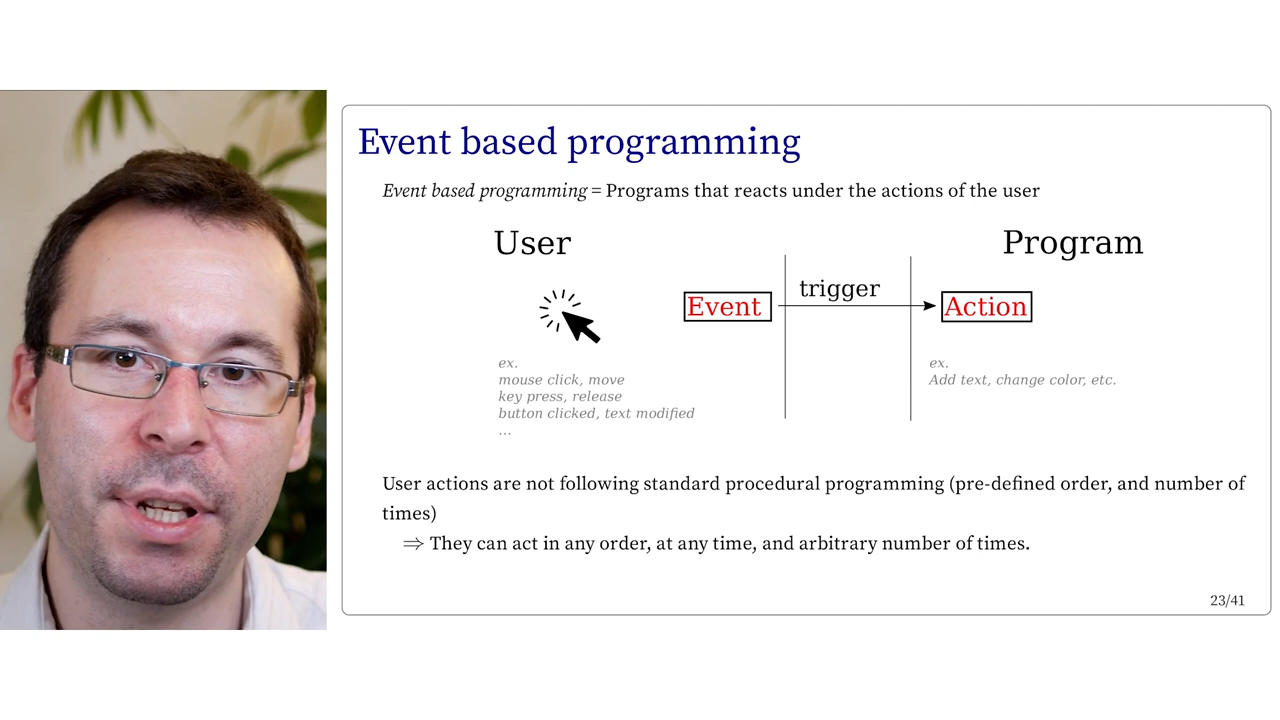 Event based programming
Event based programming = Programs that reacts under the actions of the user
User
Program
Event
trigger
Action
ex.
mouse click, move
key press, release
button clicked, text modified
...
ex.
Add text, change color, etc.
User actions are not following standard procedural programming (pre-defined order, and number of
times)
⇒ They can act in any order, at any time, and arbitrary number of times.
23/41